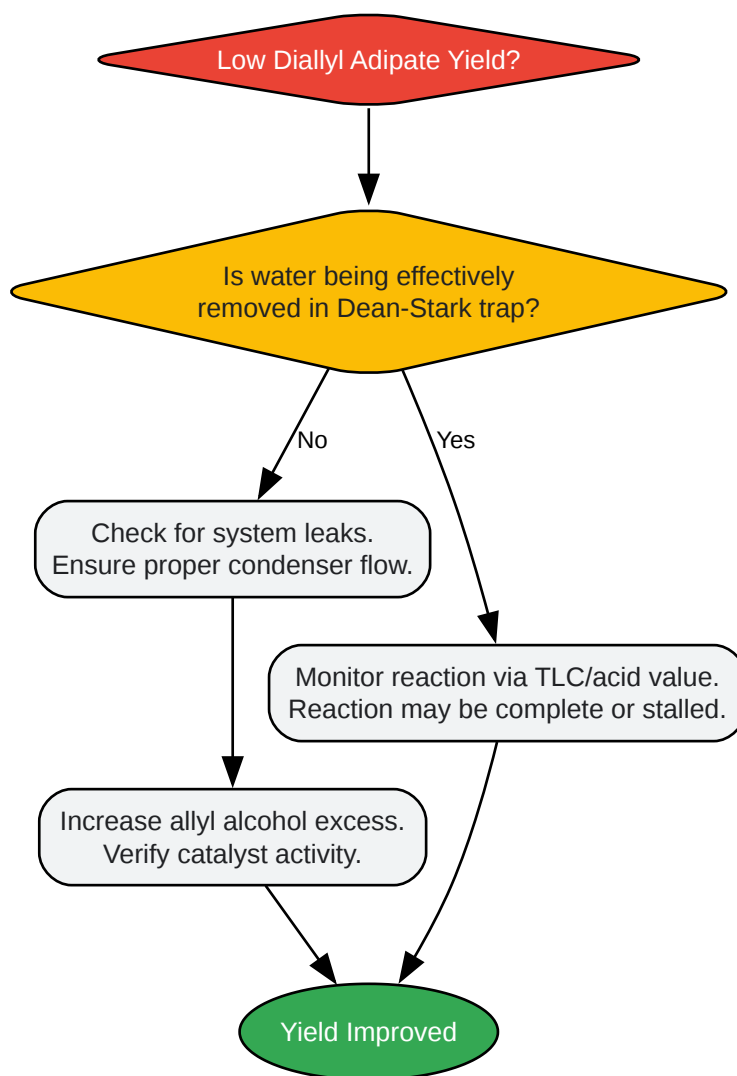 Low Diallyl Adipate Yield?
Is water being effectively
removed in Dean-Stark trap?
No
Yes
Check for system leaks.
Ensure proper condenser flow.
Monitor reaction via TLC/acid value.
Reaction may be complete or stalled.
Increase allyl alcohol excess.
Verify catalyst activity.
Yield Improved